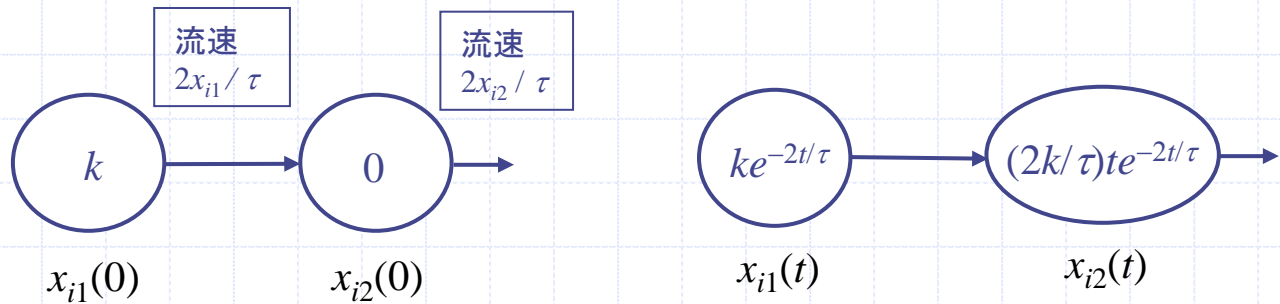 流速
2x_{i1} / τ
流速
2x_{i2} / τ
k
0
ke^{-2t/τ}
(2k/τ)te^{-2t/τ}
x_{i1}(0)
x_{i2}(0)
x_{i1}(t)
x_{i2}(t)